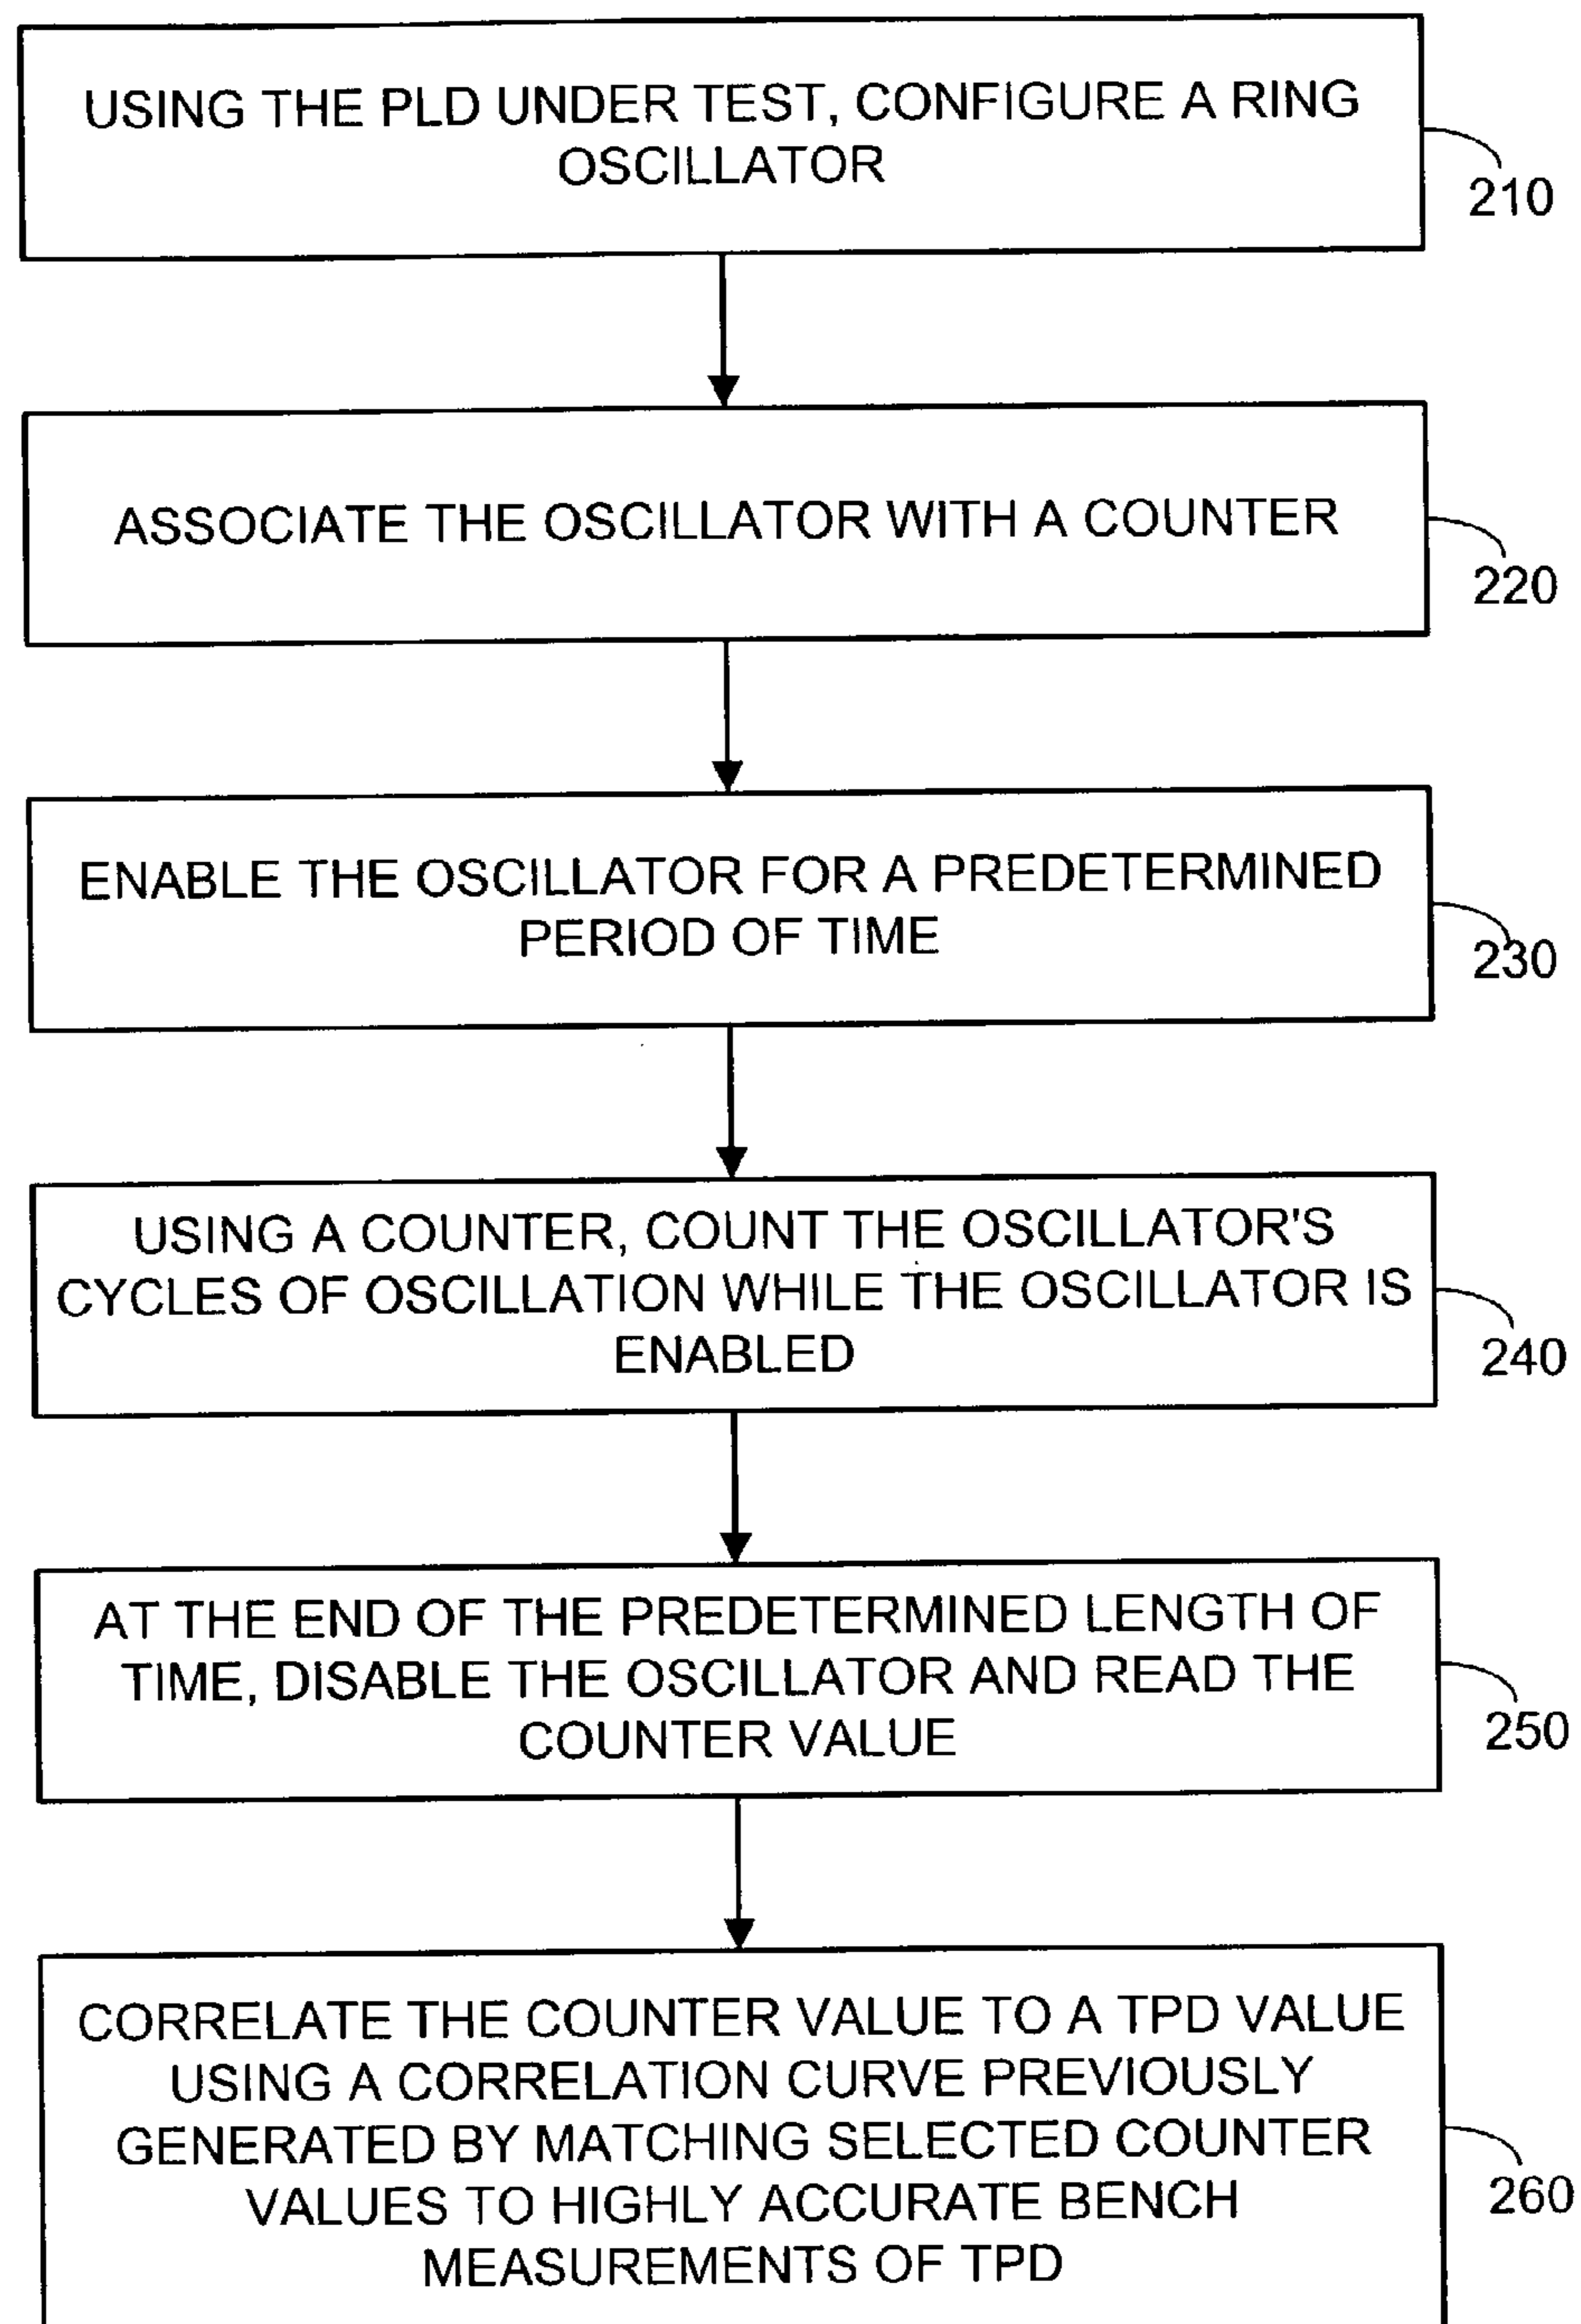 USING THE PLD UNDER TEST, CONFIGURE A RING
OSCILLATOR
210
ASSOCIATE THE OSCILLATOR WITH A COUNTER
220
ENABLE THE OSCILLATOR FOR A PREDETERMINED
PERIOD OF TIME
230
USING A COUNTER, COUNT THE OSCILLATOR'S
CYCLES OF OSCILLATION WHILE THE OSCILLATOR IS
ENABLED
240
AT THE END OF THE PREDETERMINED LENGTH OF
TIME, DISABLE THE OSCILLATOR AND READ THE
COUNTER VALUE
250
CORRELATE THE COUNTER VALUE TO A TPD VALUE
USING A CORRELATION CURVE PREVIOUSLY
GENERATED BY MATCHING SELECTED COUNTER
VALUES TO HIGHLY ACCURATE BENCH
MEASUREMENTS OF TPD
260